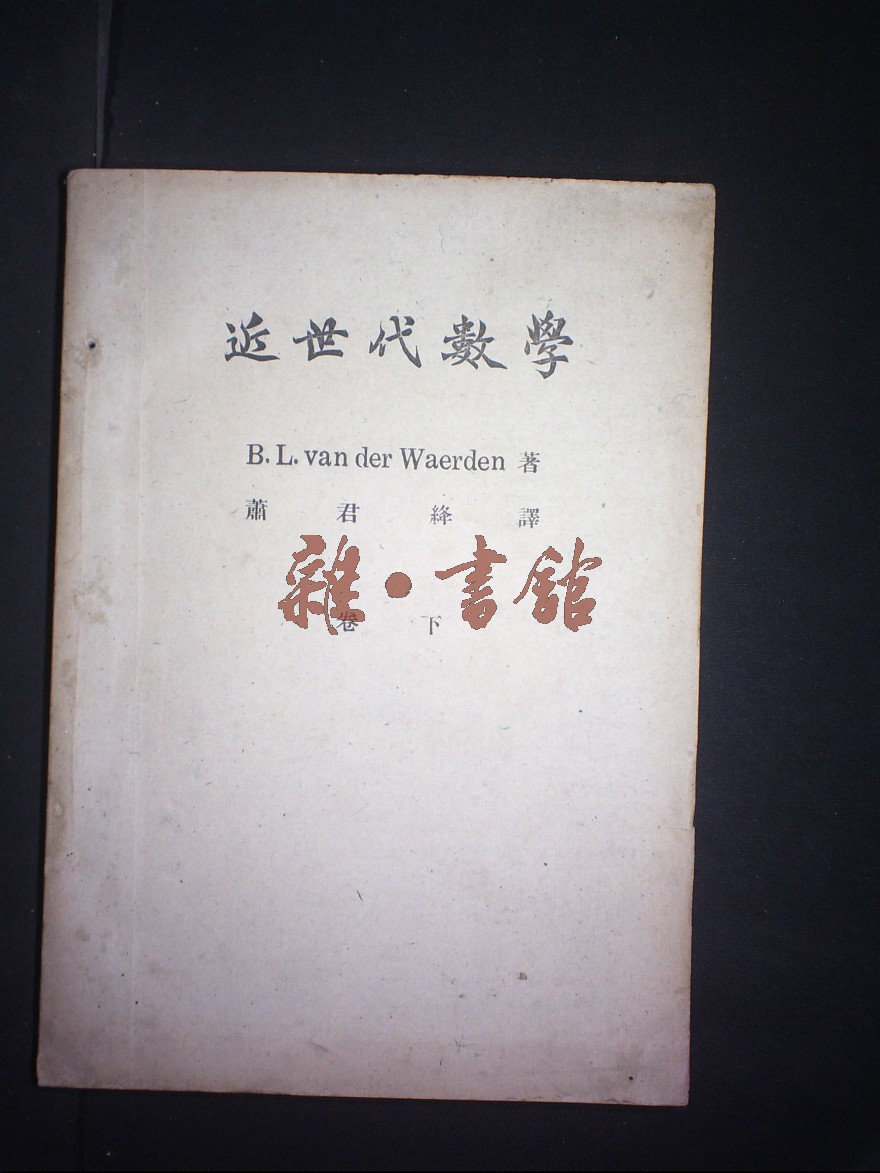 近世代數學
B. L. van der Waerden 著
蕭君絳譯
雜·書館
卷下